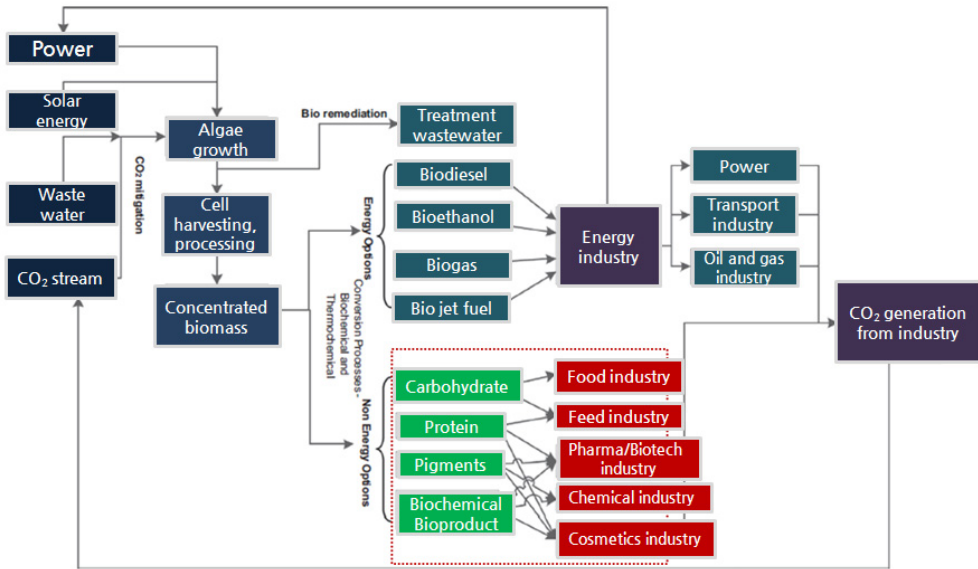 Power
Solar
energy
Waste
water
CO₂ stream
CO₂ mitigation
Algae
growth
Cell
harvesting,
processing
Concentrated
biomass
Bio remediation
Treatment
wastewater
Energy Options
Biodiesel
Bioethanol
Biogas
Bio jet fuel
Conversion Processes-
Biochemical and
Thermochemical
Non Energy Options
Carbohydrate
Protein
Pigments
Biochemical
Bioproduct
Energy
industry
Food industry
Feed industry
Pharma/Biotech
industry
Chemical industry
Cosmetics industry
Power
Transport
industry
Oil and gas
industry
CO₂ generation
from industry